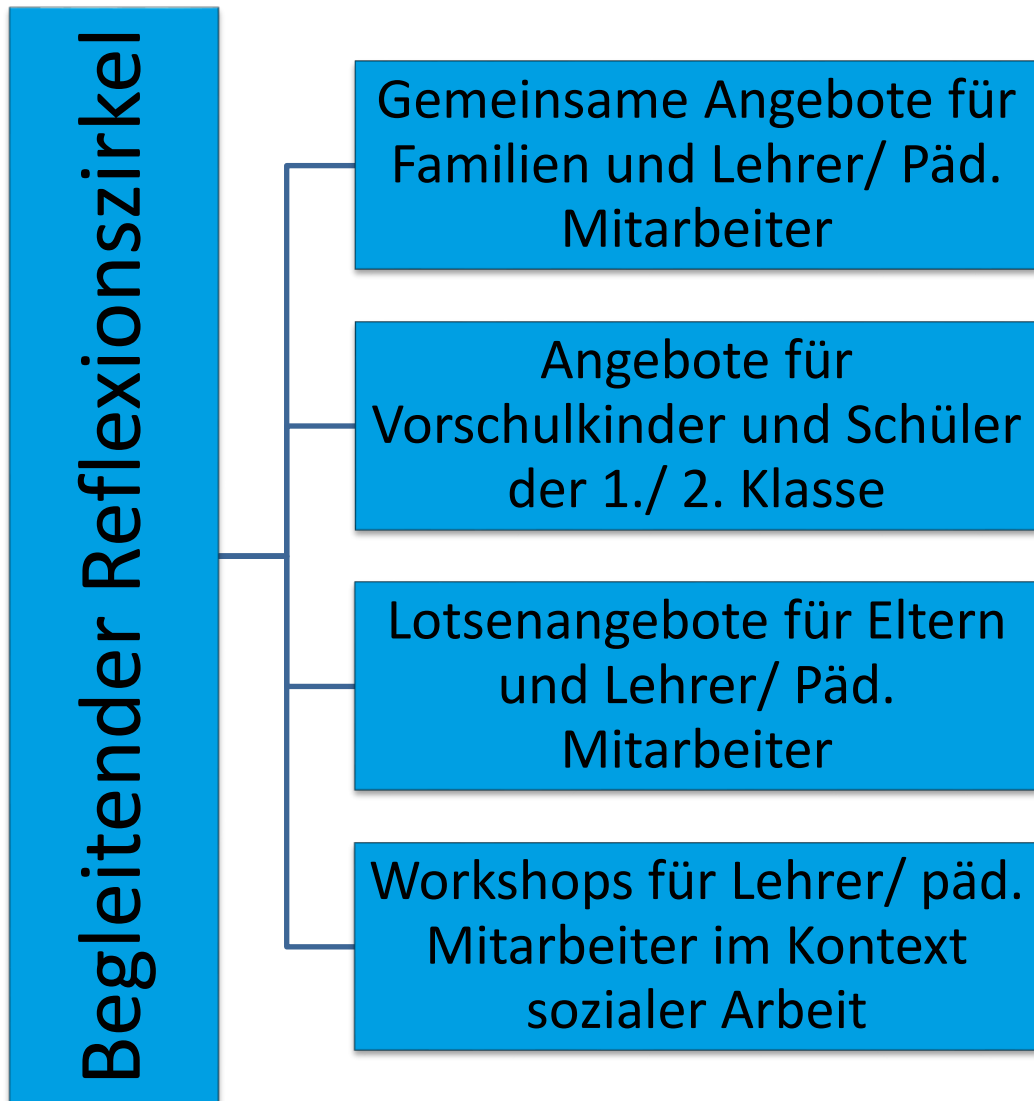 Begleitender Reflexionszirkel
Gemeinsame Angebote für
Familien und Lehrer/ Päd.
Mitarbeiter
Angebote für
Vorschulkinder und Schüler
der 1./ 2. Klasse
Lotsenangebote für Eltern
und Lehrer/ Päd.
Mitarbeiter
Workshops für Lehrer/ päd.
Mitarbeiter im Kontext
sozialer Arbeit